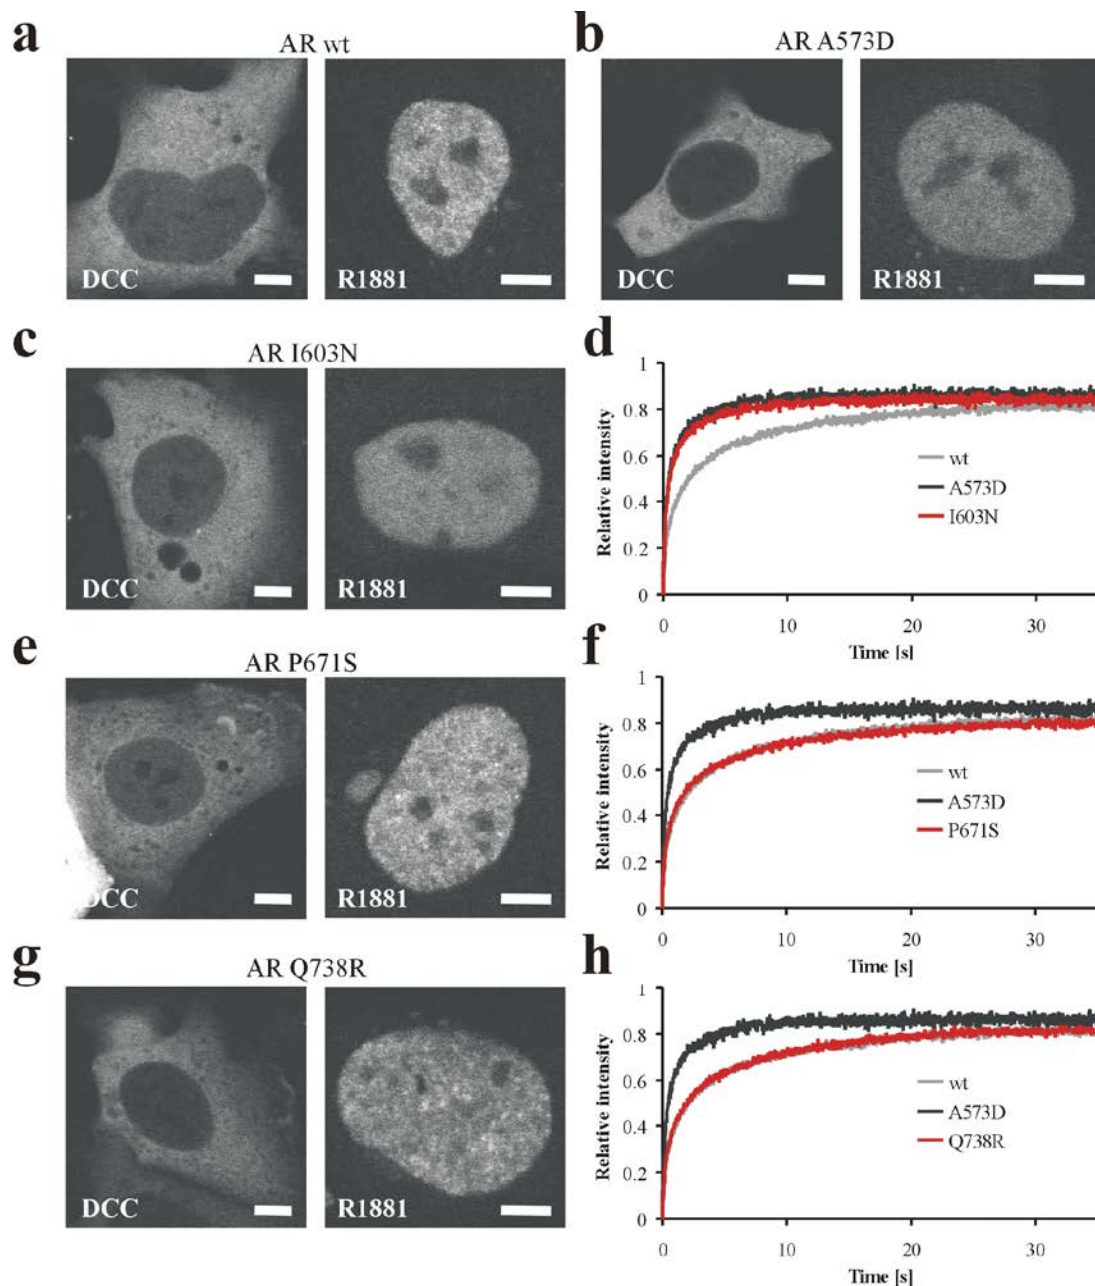 a
AR wt
DCC
R1881
b
AR A573D
DCC
R1881
c
AR I603N
DCC
R1881
d
1
0.8
0.6
0.4
0.2
0
Relative intensity
wt
A573D
I603N
0 10 20 30
Time [s]
e
AR P671S
DCC
R1881
f
1
0.8
0.6
0.4
0.2
0
Relative intensity
wt
A573D
P671S
0 10 20 30
Time [s]
g
AR Q738R
DCC
R1881
h
1
0.8
0.6
0.4
0.2
0
Relative intensity
wt
A573D
Q738R
0 10 20 30
Time [s]